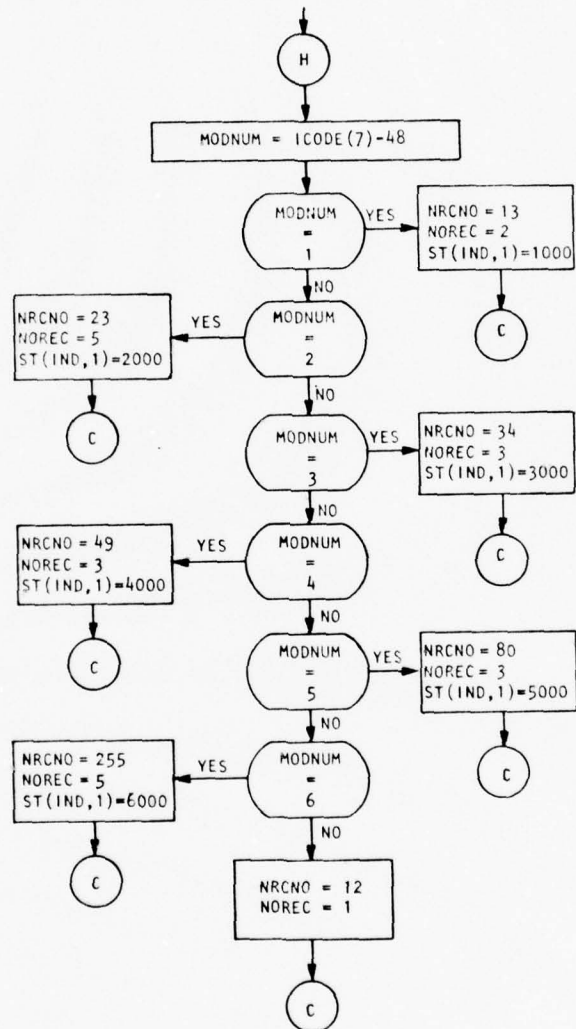 H
MODNUM = ICODE(7)-48
MODNUM
=
1
YES
NRCNO = 13
NOREC = 2
ST(IND,1)=1000
C
NO
MODNUM
=
2
YES
NRCNO = 23
NOREC = 5
ST(IND,1)=2000
C
NO
MODNUM
=
3
YES
NRCNO = 34
NOREC = 3
ST(IND,1)=3000
C
NO
MODNUM
=
4
YES
NRCNO = 49
NOREC = 3
ST(IND,1)=4000
C
NO
MODNUM
=
5
YES
NRCNO = 80
NOREC = 3
ST(IND,1)=5000
C
NO
MODNUM
=
6
YES
NRCNO = 255
NOREC = 5
ST(IND,1)=6000
C
NO
NRCNO = 12
NOREC = 1
C